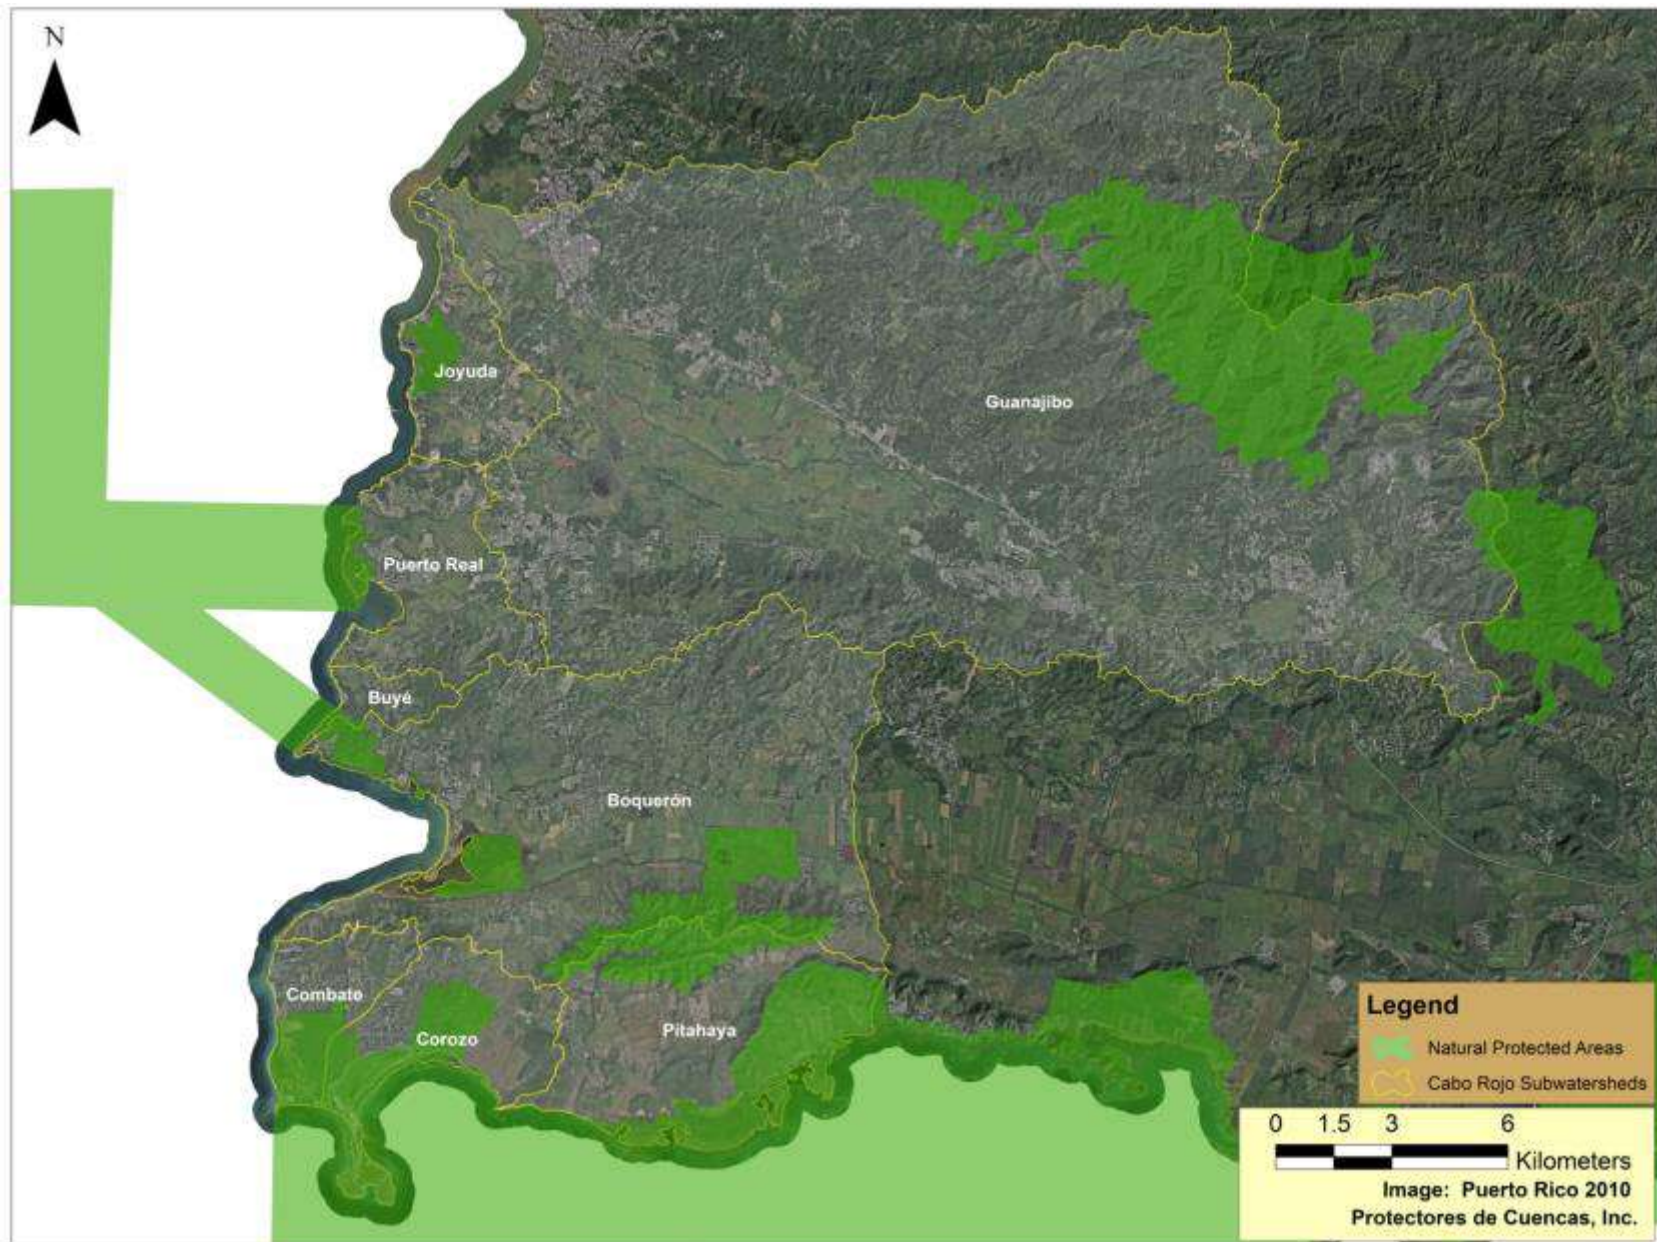 N
Joyuda
Guanajibo
Puerto Real
Buyé
Boquerón
Combate
Corozo
Pitahaya
Legend
Natural Protected Areas
Cabo Rojo Subwatersheds
0 1.5 3 6
Kilometers
Image: Puerto Rico 2010
Protectores de Cuencas, Inc.